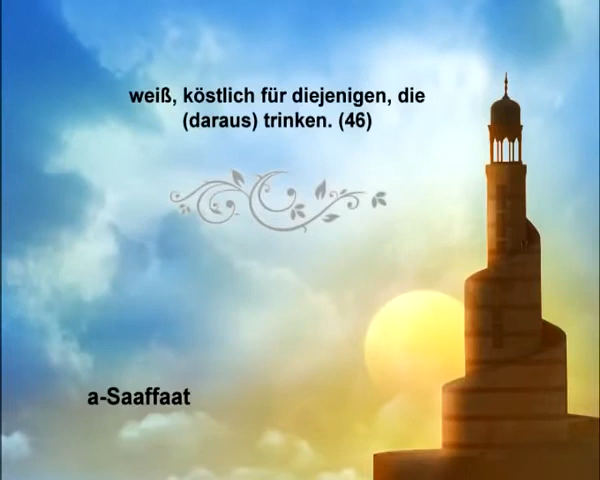 weiß, köstlich für diejenigen, die
(daraus) trinken. (46)
a-Saaffaat